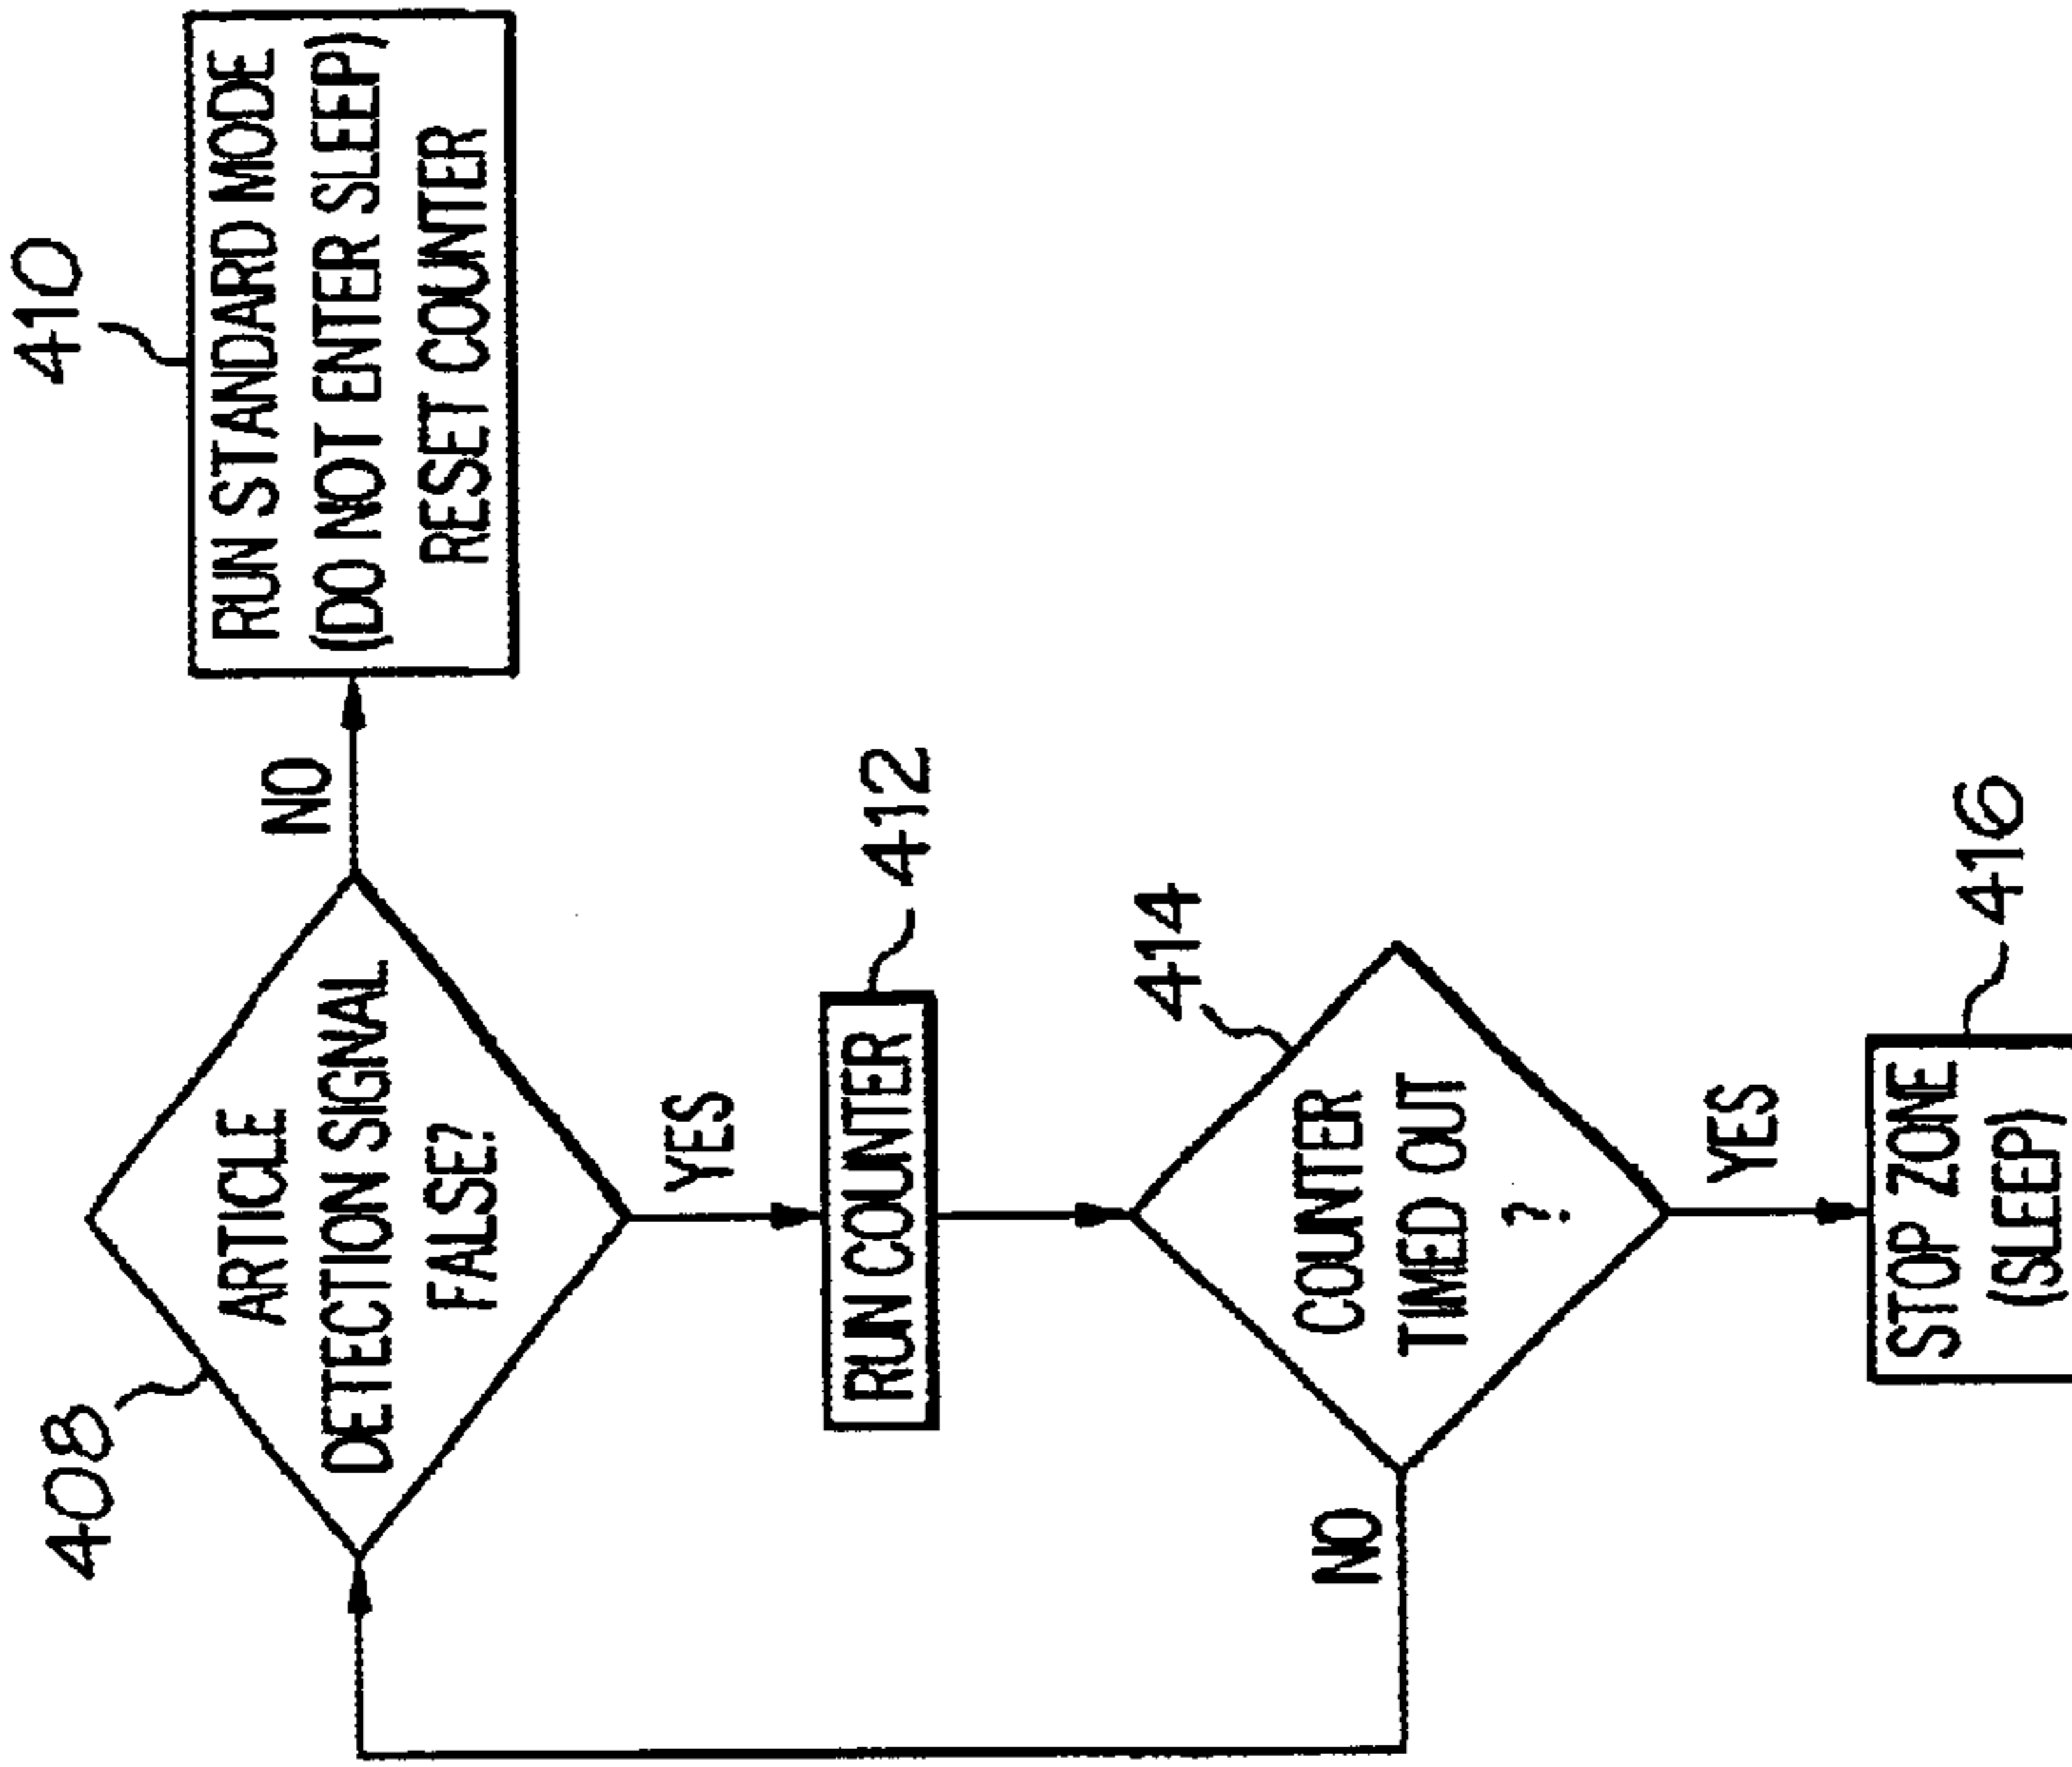 408
ARTICLE
DETECTION SIGNAL
FALSE?
NO
410
RUN STANDARD MODE
(DO NOT ENTER SLEEP)
RESET COUNTER
YES
RUN COUNTER
412
414
COUNTER
TIMED OUT
?
NO
YES
STOP ZONE
(SLEEP)
416